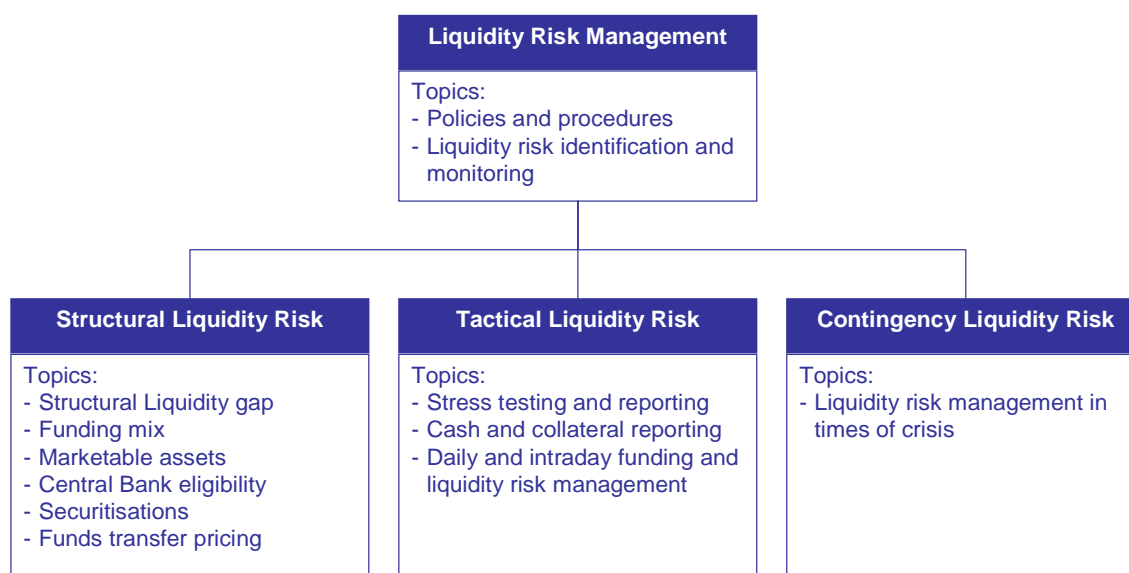 Liquidity Risk Management
Topics:
- Policies and procedures
- Liquidity risk identification and
monitoring
Structural Liquidity Risk
Topics:
- Structural Liquidity gap
- Funding mix
- Marketable assets
- Central Bank eligibility
- Securitisations
- Funds transfer pricing
Tactical Liquidity Risk
Topics:
- Stress testing and reporting
- Cash and collateral reporting
- Daily and intraday funding and
liquidity risk management
Contingency Liquidity Risk
Topics:
- Liquidity risk management in
times of crisis